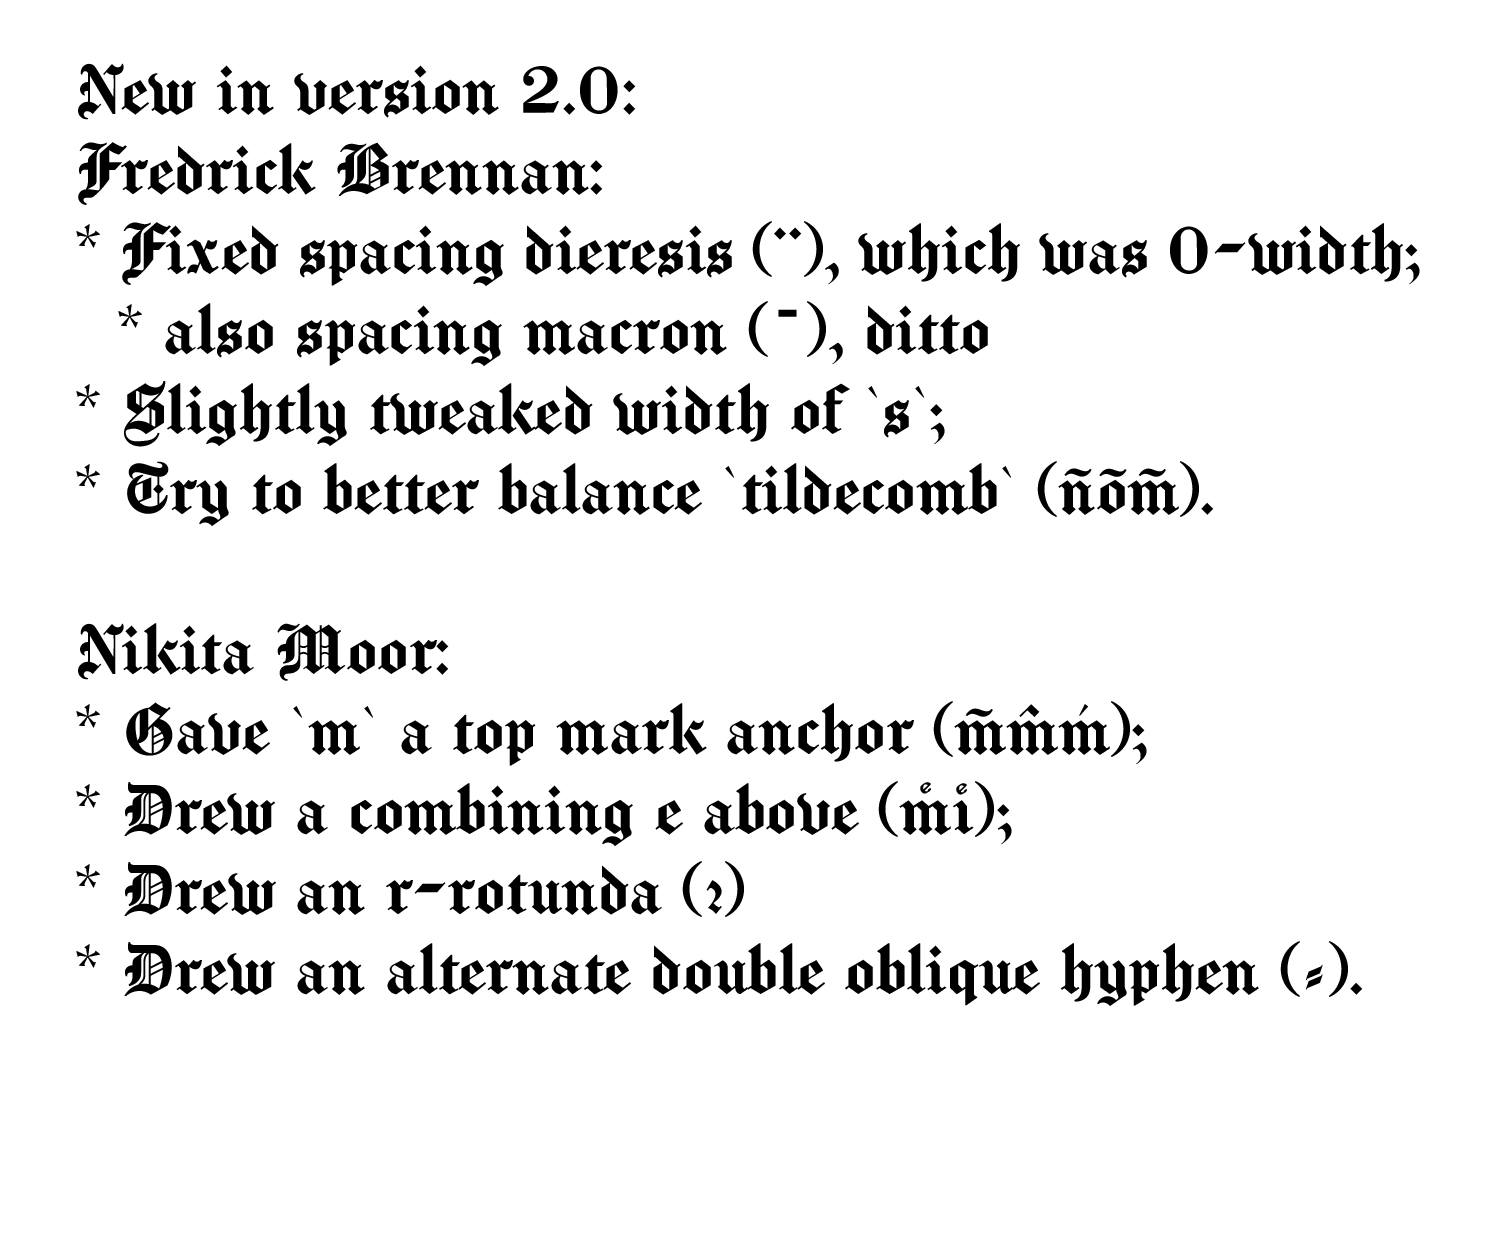 New in version 2.0:
Fredrick Brennan:
* Fixed spacing dieresis (¨), which was 0-width;
* also spacing macron (¯), ditto
* Slightly tweaked width of `s`;
* Try to better balance `tildecomb` (ñõm̃).
Nikita Moor:
* Gave `m` a top mark anchor (m̃m̂ḿ);
* Drew a combining e above (mͤiͤ);
* Drew an r-rotunda (ꝛ)
* Drew an alternate double oblique hyphen (⸗).